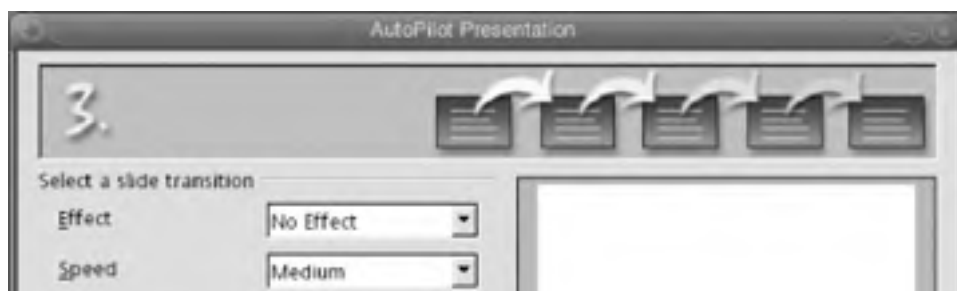 AutoPilot Presentation
3.
Select a slide transition
Effect No Effect
Speed Medium